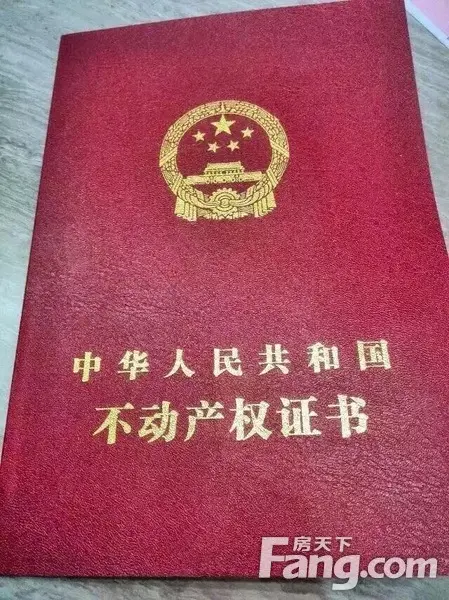 中华人民共和国
不动产权证书
房天下
Fang.com